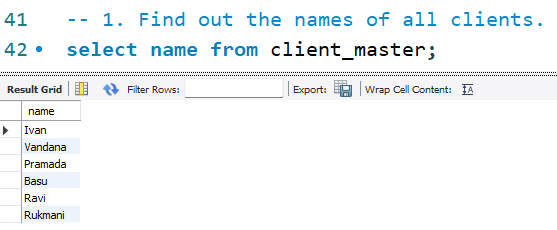 41 -- 1. Find out the names of all clients.
42 select name from client_master;
Result Grid Filter Rows: Export: Wrap Cell Content:
name
Ivan
Vandana
Pramada
Basu
Ravi
Rukmani